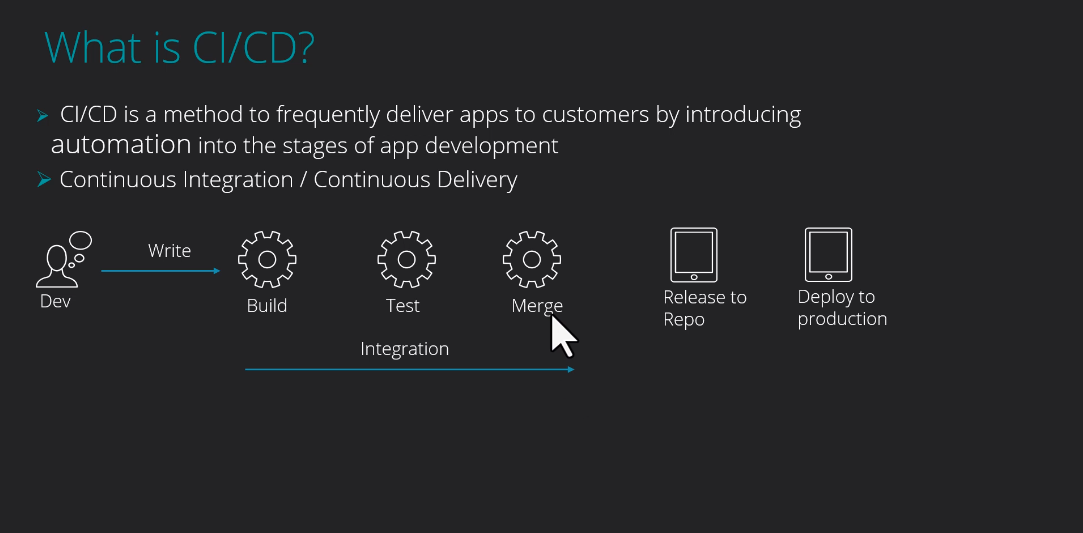 What is CI/CD?
CI/CD is a method to frequently deliver apps to customers by introducing
automation into the stages of app development
Continuous Integration / Continuous Delivery
Write
Dev
Build
Test
Merge
Release to
Repo
Deploy to
production
Integration